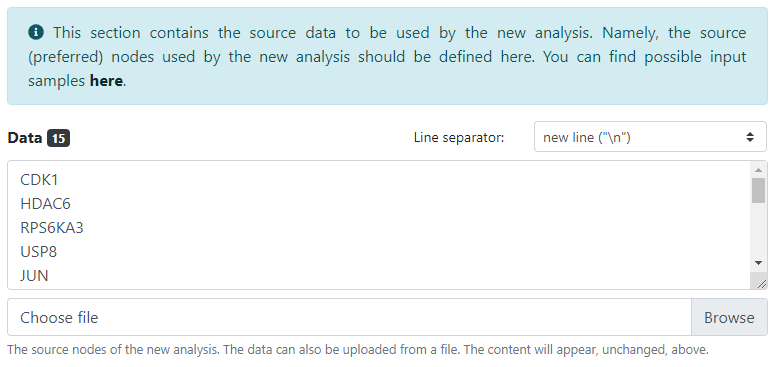 This section contains the source data to be used by the new analysis. Namely, the source
(preferred) nodes used by the new analysis should be defined here. You can find possible input
samples here.
Data 15 Line separator: new line ("\n")
CDK1
HDAC6
RPS6KA3
USP8
JUN
Choose file Browse
The source nodes of the new analysis. The data can also be uploaded from a file. The content will appear, unchanged, above.